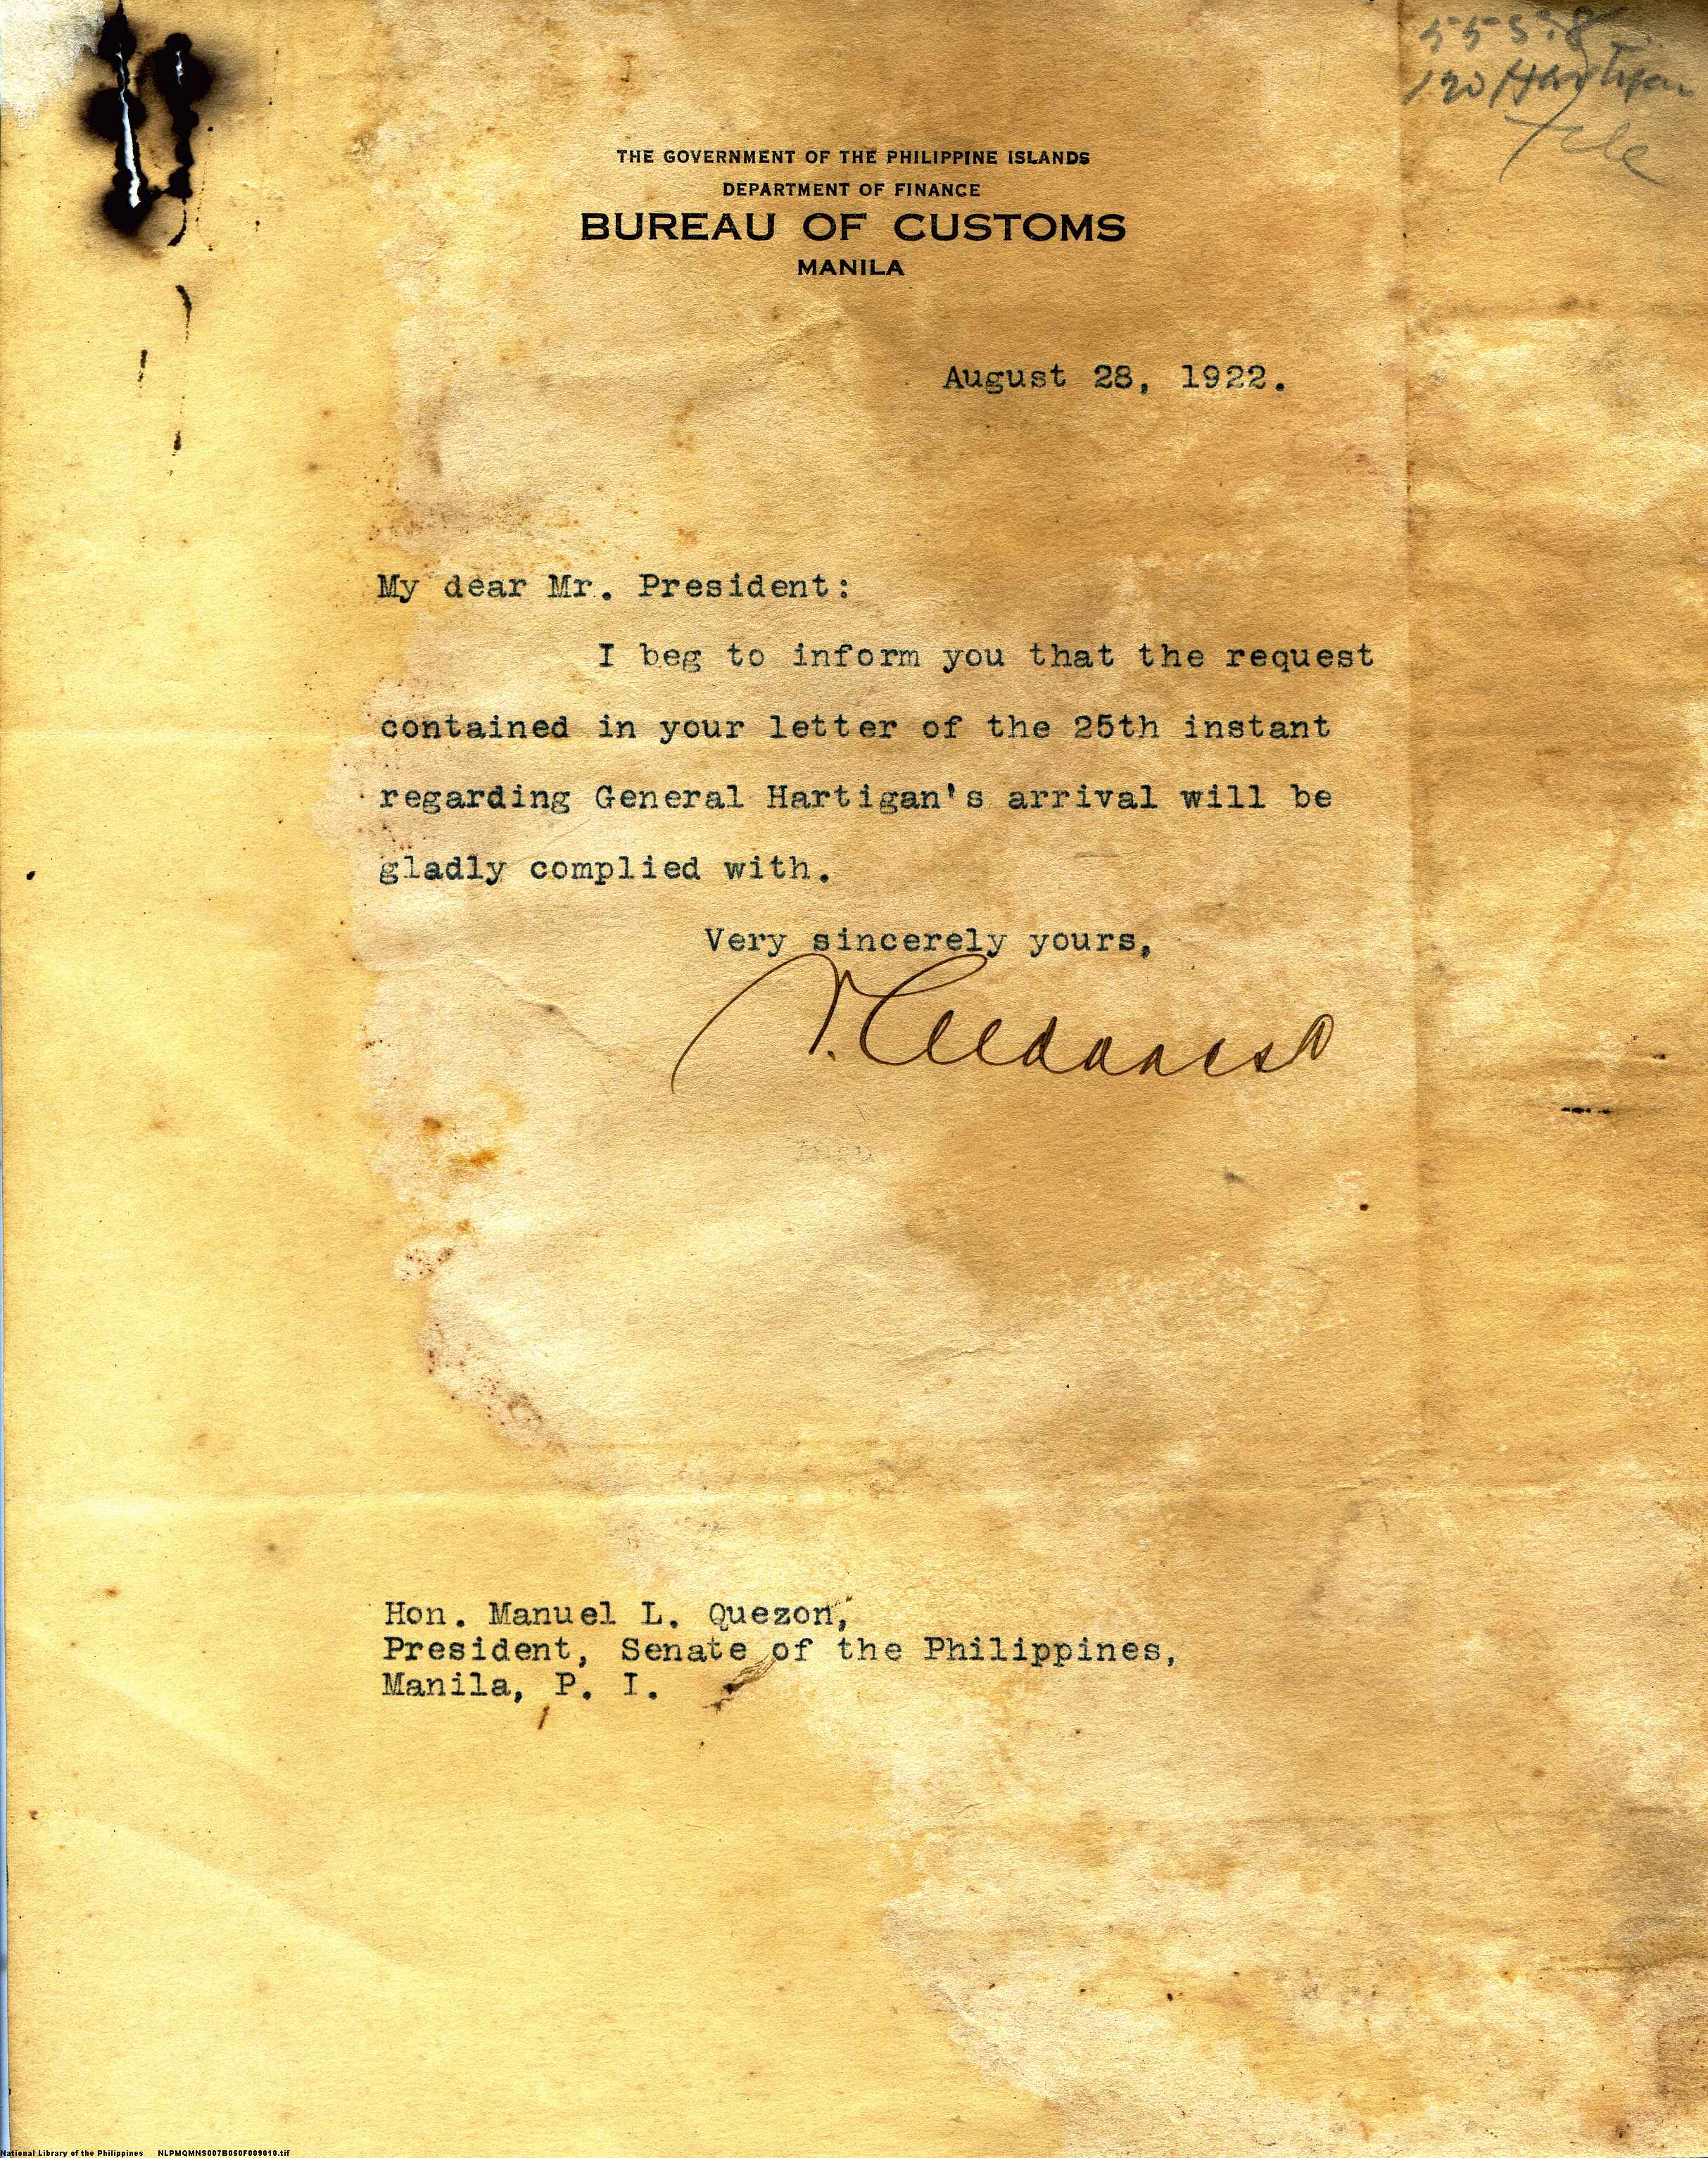 THE GOVERNMENT OF THE PHILIPPINE ISLANDS
DEPARTMENT OF FINANCE
BUREAU OF CUSTOMS
MANILA
August 28, 1922.
My dear Mr. President:
I beg to inform you that the request
contained in your letter of the 25th instant
regarding General Hartigan's arrival will be
gladly complied with.
Very sincerely yours,
Hon. Manuel L. Quezon,
President, Senate of the Philippines,
Manila, P. I.
National Library of the Philippines NLPMQMNS007B050F009010.tif